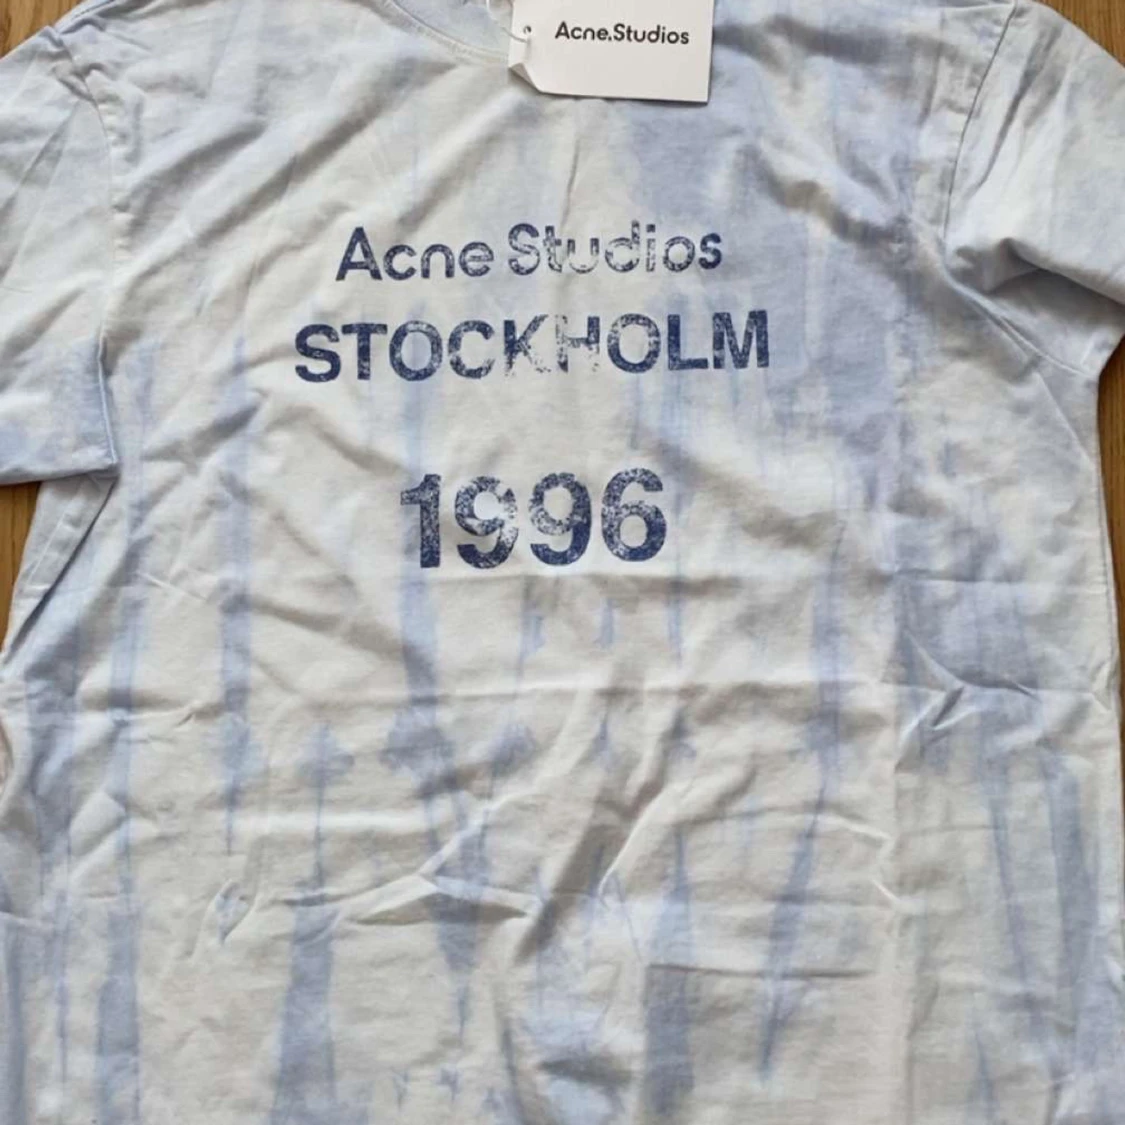 Acne Studios
Acne Studios
STOCKHOLM
1996